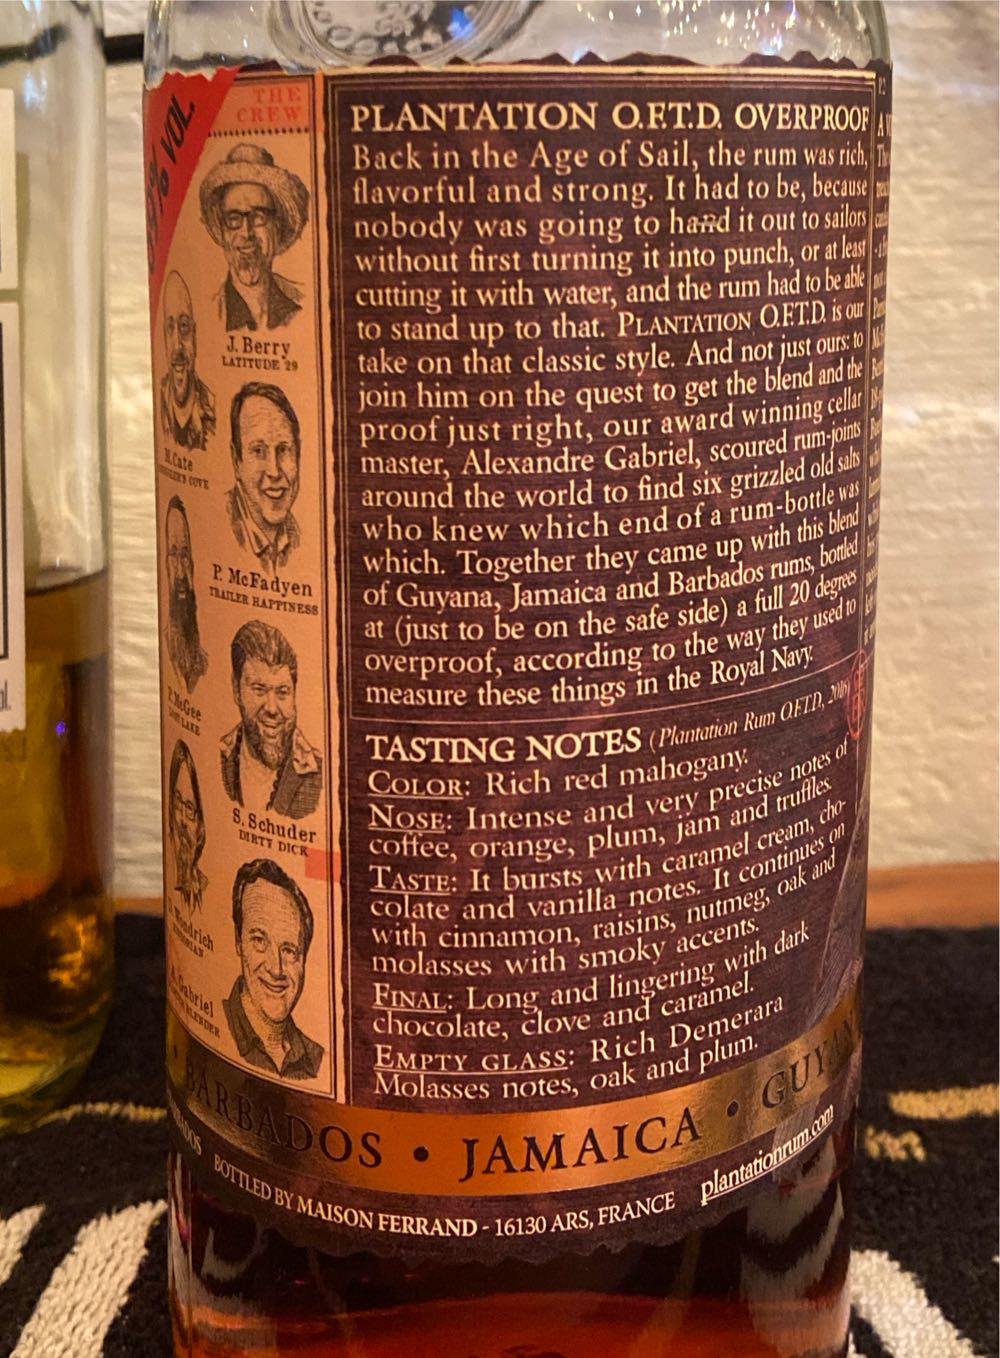 % VOL.
THE
CREW
J. Berry
LATITUDE 29
M.Cate
P. McFadyen
TRAILER HAPPINESS
P. McGee
LOST LAKE
S. Schuder
DIRTY DICK
PLANTATION O.F.T.D. OVERPROOF
Back in the Age of Sail, the rum was rich,
flavorful and strong. It had to be, because
nobody was going to hand it out to sailors
without first turning it into punch, or at least
cutting it with water, and the rum had to be able
to stand up to that. PLANTATION O.F.T.D. is our
take on that classic style. And not just ours: to
join him on the quest to get the blend and the
proof just right, our award winning cellar
master, Alexandre Gabriel, scoured rum-joints
around the world to find six grizzled old salts
who knew which end of a rum-bottle was
which. Together they came up with this blend
of Guyana, Jamaica and Barbados rums, bottled
at (just to be on the safe side) a full 20 degrees
overproof, according to the way they used to
measure these things in the Royal Navy.
TASTING NOTES (Plantation Rum O.F.T.D, 2016)
COLOR: Rich red mahogany.
NOSE: Intense and very precise notes of
coffee, orange, plum, jam and truffles.
TASTE: It bursts with caramel cream, cho-
colate and vanilla notes. It continues on
with cinnamon, raisins, nutmeg, oak and
molasses with smoky accents.
FINAL: Long and lingering with dark
chocolate, clove and caramel.
EMPTY GLASS: Rich Demerara
Molasses notes, oak and plum.
BARBADOS • JAMAICA • GUYAN
BOTTLED BY MAISON FERRAND - 16130 ARS, FRANCE plantationrum.com